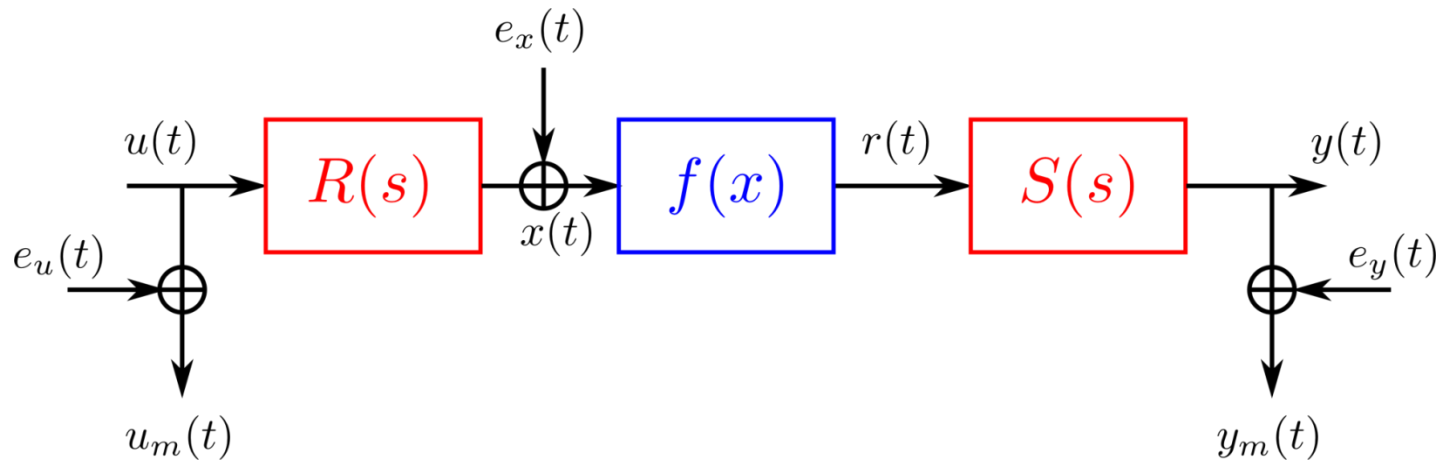 e_x(t)
u(t) R(s) x(t) f(x) r(t) S(s) y(t)
e_u(t) e_y(t)
u_m(t) y_m(t)